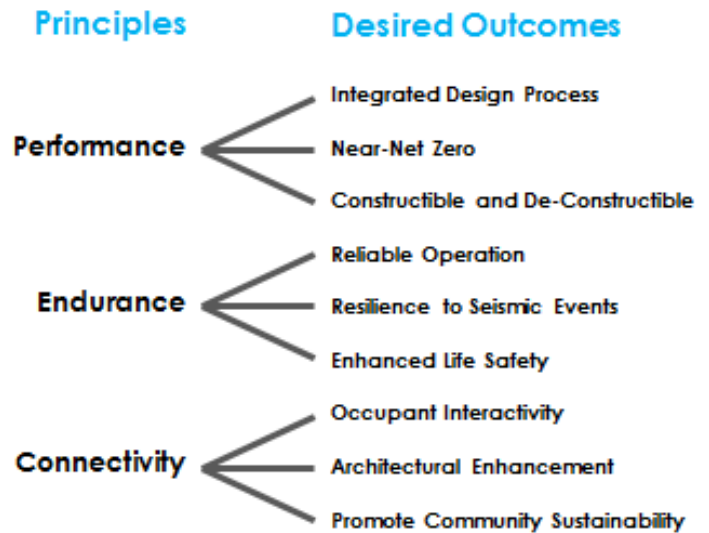 Principles
Desired Outcomes
Performance
Integrated Design Process
Near-Net Zero
Constructible and De-Constructible
Endurance
Reliable Operation
Resilience to Seismic Events
Enhanced Life Safety
Connectivity
Occupant Interactivity
Architectural Enhancement
Promote Community Sustainability